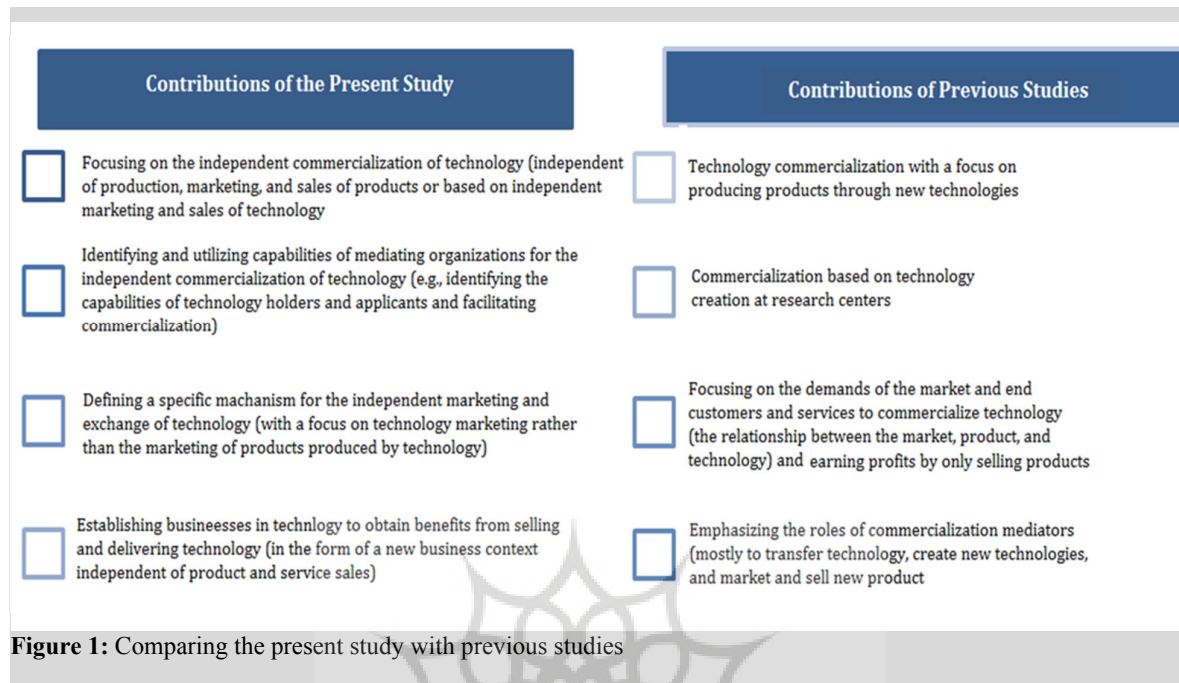 Contributions of the Present Study
Focusing on the independent commercialization of technology (independent
of production, marketing, and sales of products or based on independent
marketing and sales of technology
Identifying and utilizing capabilities of mediating organizations for the
independent commercialization of technology (e.g., identifying the
capabilities of technology holders and applicants and facilitating
commercialization)
Defining a specific machanism for the independent marketing and
exchange of technology (with a focus on technology marketing rather
than the marketing of products produced by technology)
Establishing busineesses in technlogy to obtain benefits from selling
and delivering technology (in the form of a new business context
independent of product and service sales)
Contributions of Previous Studies
Technology commercialization with a focus on
producing products through new technologies
Commercialization based on technology
creation at research centers
Focusing on the demands of the market and end
customers and services to commercialize technology
(the relationship between the market, product, and
technology) and earning profits by only selling products
Emphasizing the roles of commercialization mediators
(mostly to transfer technology, create new technologies,
and market and sell new product
Figure 1: Comparing the present study with previous studies